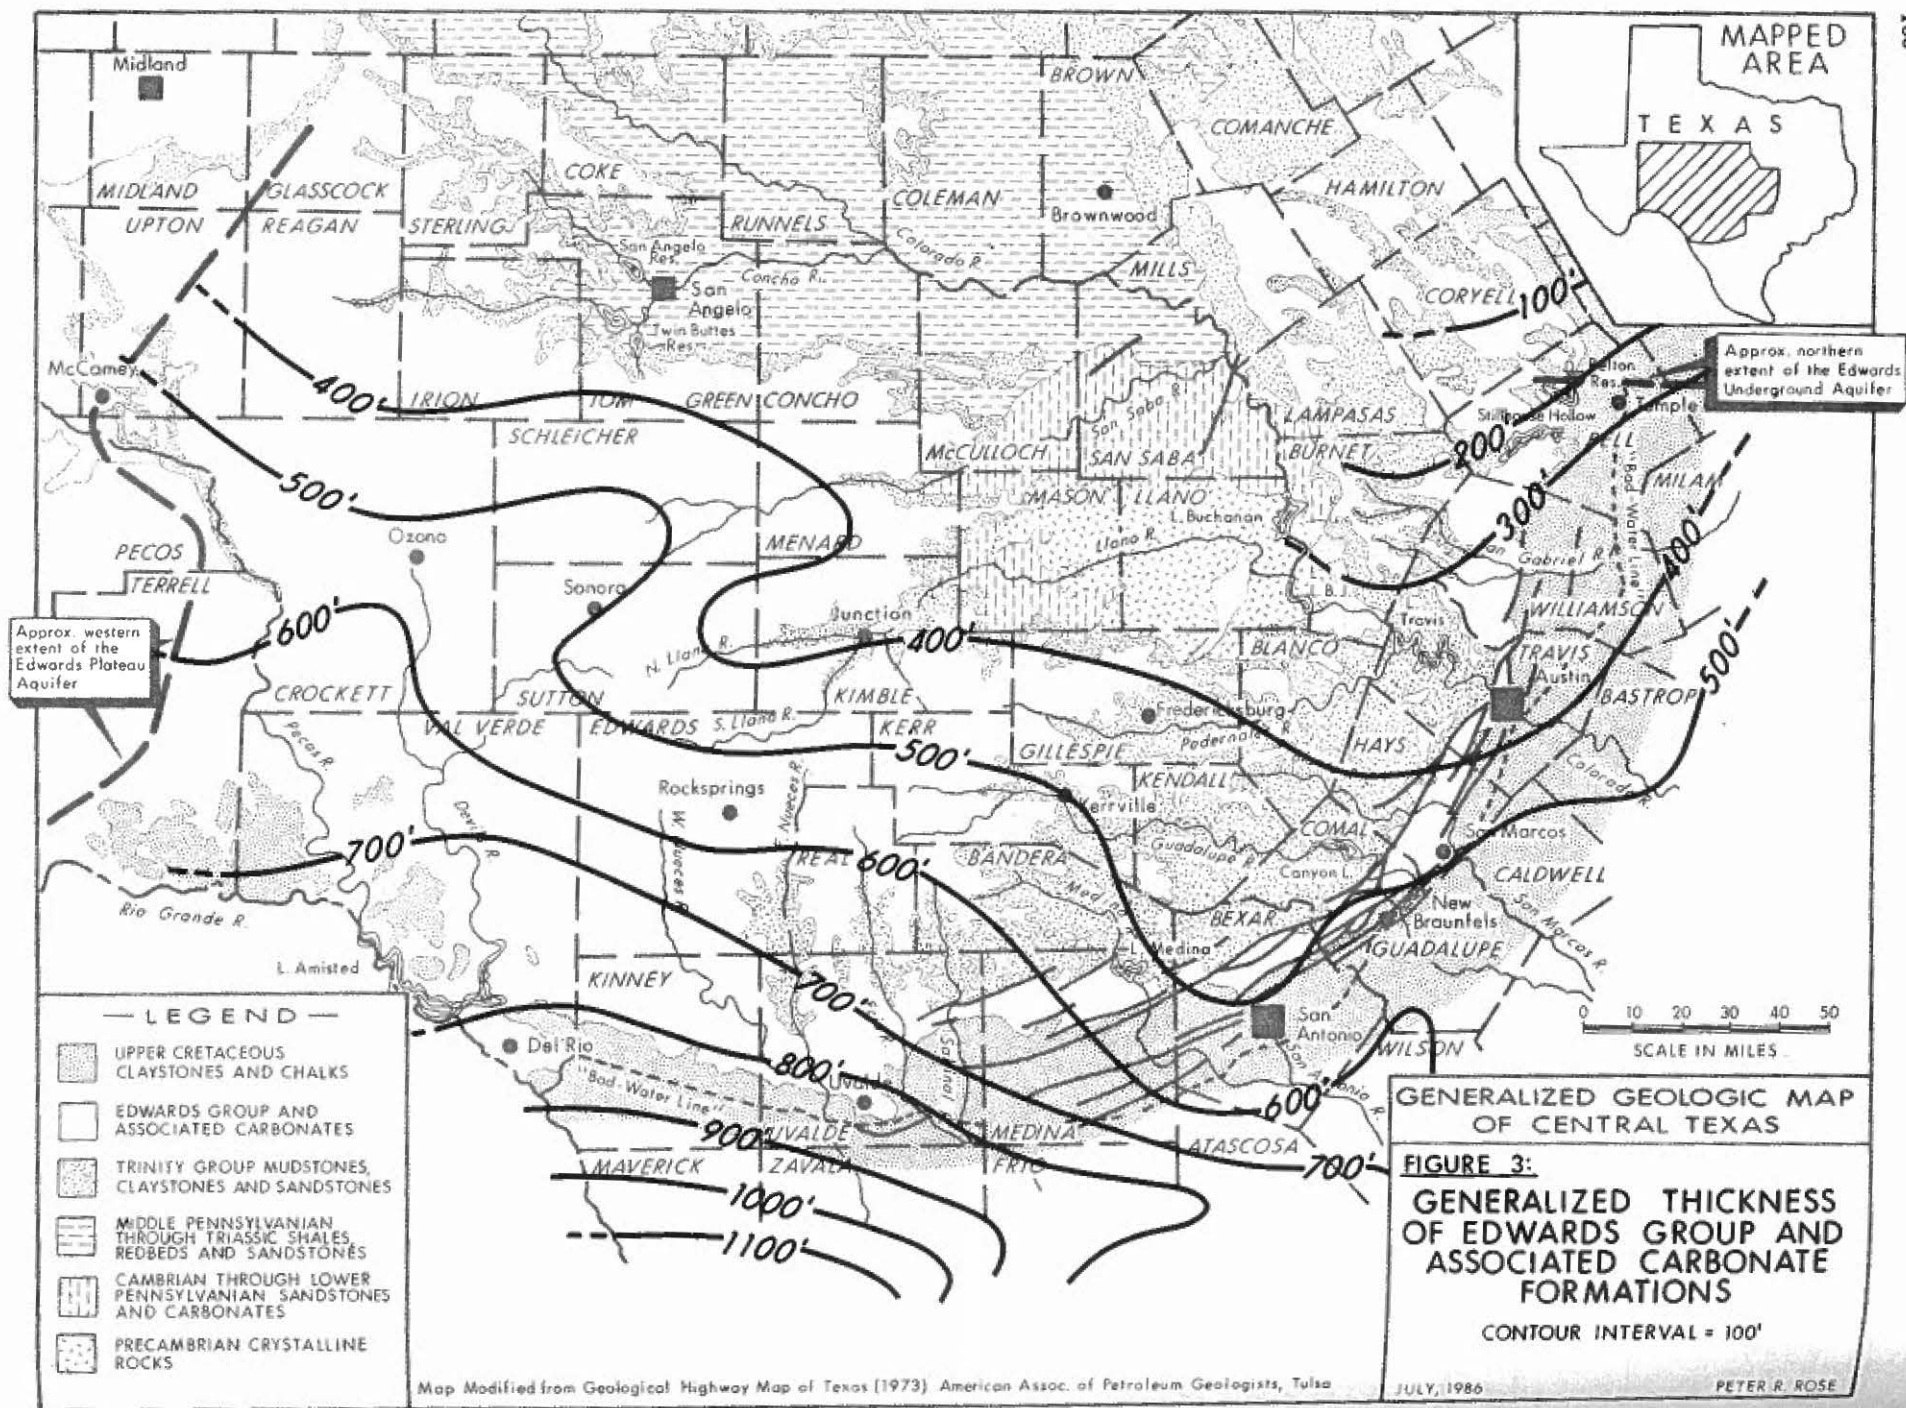 MAPPED
AREA
TEXAS
Midland
BROWN
COMANCHE
COKE
MIDLAND
GLASSCOCK
COLEMAN
HAMILTON
Brownwood
UPTON
REAGAN
STERLING
RUNNELS
San Angelo
Res.
Colorado R.
Concho R.
MILLS
San
Angelo
CORYELL
100'
Twin Buttes
Res.
McCamey
Approx. northern
extent of the Edwards
Underground Aquifer
Belton
Res.
400'
IRION
TOM
GREEN
CONCHO
San Saba R.
LAMPASAS
Stillhouse Hollow
Temple
SCHLEICHER
McCULLOCH
SAN SABA
BURNET
200'
BELL
"Bad Water Line"
MILAM
500'
MASON
LLANO
L. Buchanan
300'
Ozona
MENARD
Llano R.
San Gabriel R.
400'
PECOS
TERRELL
Sonora
Junction
L.B.J.
WILLIAMSON
Approx. western
extent of the
Edwards Plateau
Aquifer
600'
N. Llano R.
400'
Travis
BLANCO
TRAVIS
Austin
500'
CROCKETT
SUTTON
KIMBLE
Fredericksburg
BASTROP
VAL VERDE
EDWARDS
S. Llano R.
KERR
Pecos R.
500'
GILLESPIE
Pedernales R.
HAYS
Rocksprings
KENDALL
Colorado R.
Kerrville
Devils R.
W. Nueces R.
E. Nueces R.
COMAL
San Marcos
700'
REAL
600'
BANDERA
Guadalupe R.
Canyon L.
CALDWELL
Medina
Rio Grande R.
BEXAR
New
Braunfels
San Marcos R.
L. Medina
GUADALUPE
L. Amistad
KINNEY
700'
Sabinal
San
Antonio
WILSON
San Antonio R.
0 10 20 30 40 50
SCALE IN MILES
Del Rio
800'
Uvalde
"Bad-Water Line"
600'
900'
UVALDE
MEDINA
ATASCOSA
MAVERICK
ZAVALA
FRIO
700'
1000'
1100'
LEGEND
UPPER CRETACEOUS
CLAYSTONES AND CHALKS
EDWARDS GROUP AND
ASSOCIATED CARBONATES
TRINITY GROUP MUDSTONES,
CLAYSTONES AND SANDSTONES
MIDDLE PENNSYLVANIAN
THROUGH TRIASSIC SHALES,
REDBEDS AND SANDSTONES
CAMBRIAN THROUGH LOWER
PENNSYLVANIAN SANDSTONES
AND CARBONATES
PRECAMBRIAN CRYSTALLINE
ROCKS
GENERALIZED GEOLOGIC MAP
OF CENTRAL TEXAS
FIGURE 3:
GENERALIZED THICKNESS
OF EDWARDS GROUP AND
ASSOCIATED CARBONATE
FORMATIONS
CONTOUR INTERVAL = 100'
JULY, 1986
PETER R. ROSE
Map Modified from Geological Highway Map of Texas (1973) American Assoc. of Petroleum Geologists, Tulsa